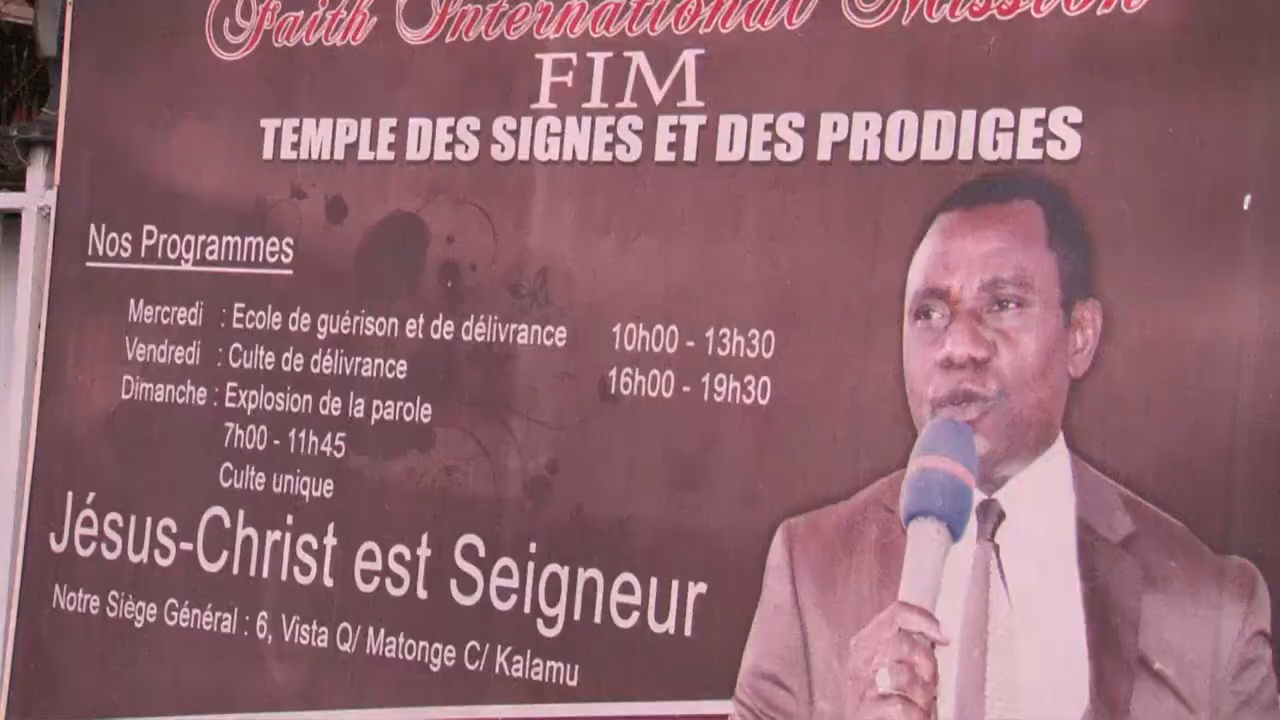 Faith International Mission
FIM
TEMPLE DES SIGNES ET DES PRODIGES
Nos Programmes
Mercredi : Ecole de guérison et de délivrance 10h00 - 13h30
Vendredi : Culte de délivrance 16h00 - 19h30
Dimanche : Explosion de la parole
7h00 - 11h45
Culte unique
Jésus-Christ est Seigneur
Notre Siège Général : 6, Vista Q/ Matonge C/ Kalamu